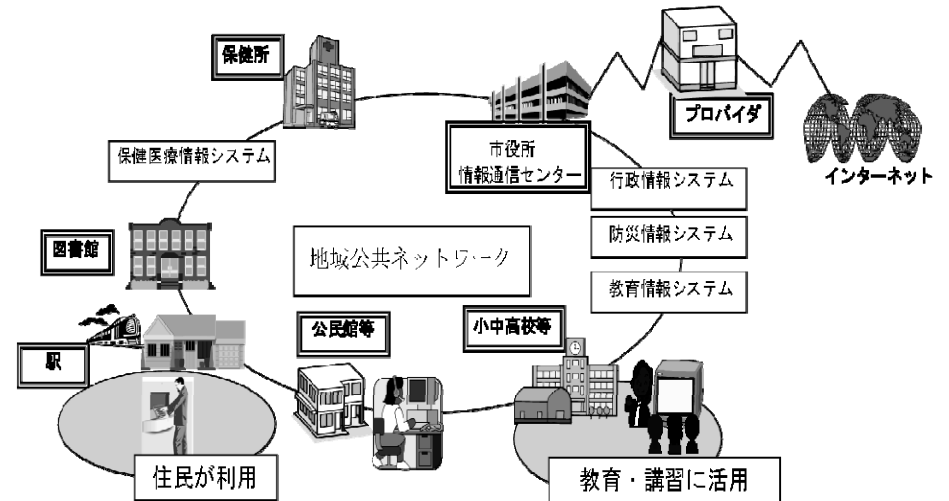 保健所
プロバイダ
インターネット
保健医療情報システム
市役所
情報通信センター
行政情報システム
図書館
防災情報システム
地域公共ネットワーク
教育情報システム
公民館等
小中高校等
駅
住民が利用
教育・講習に活用